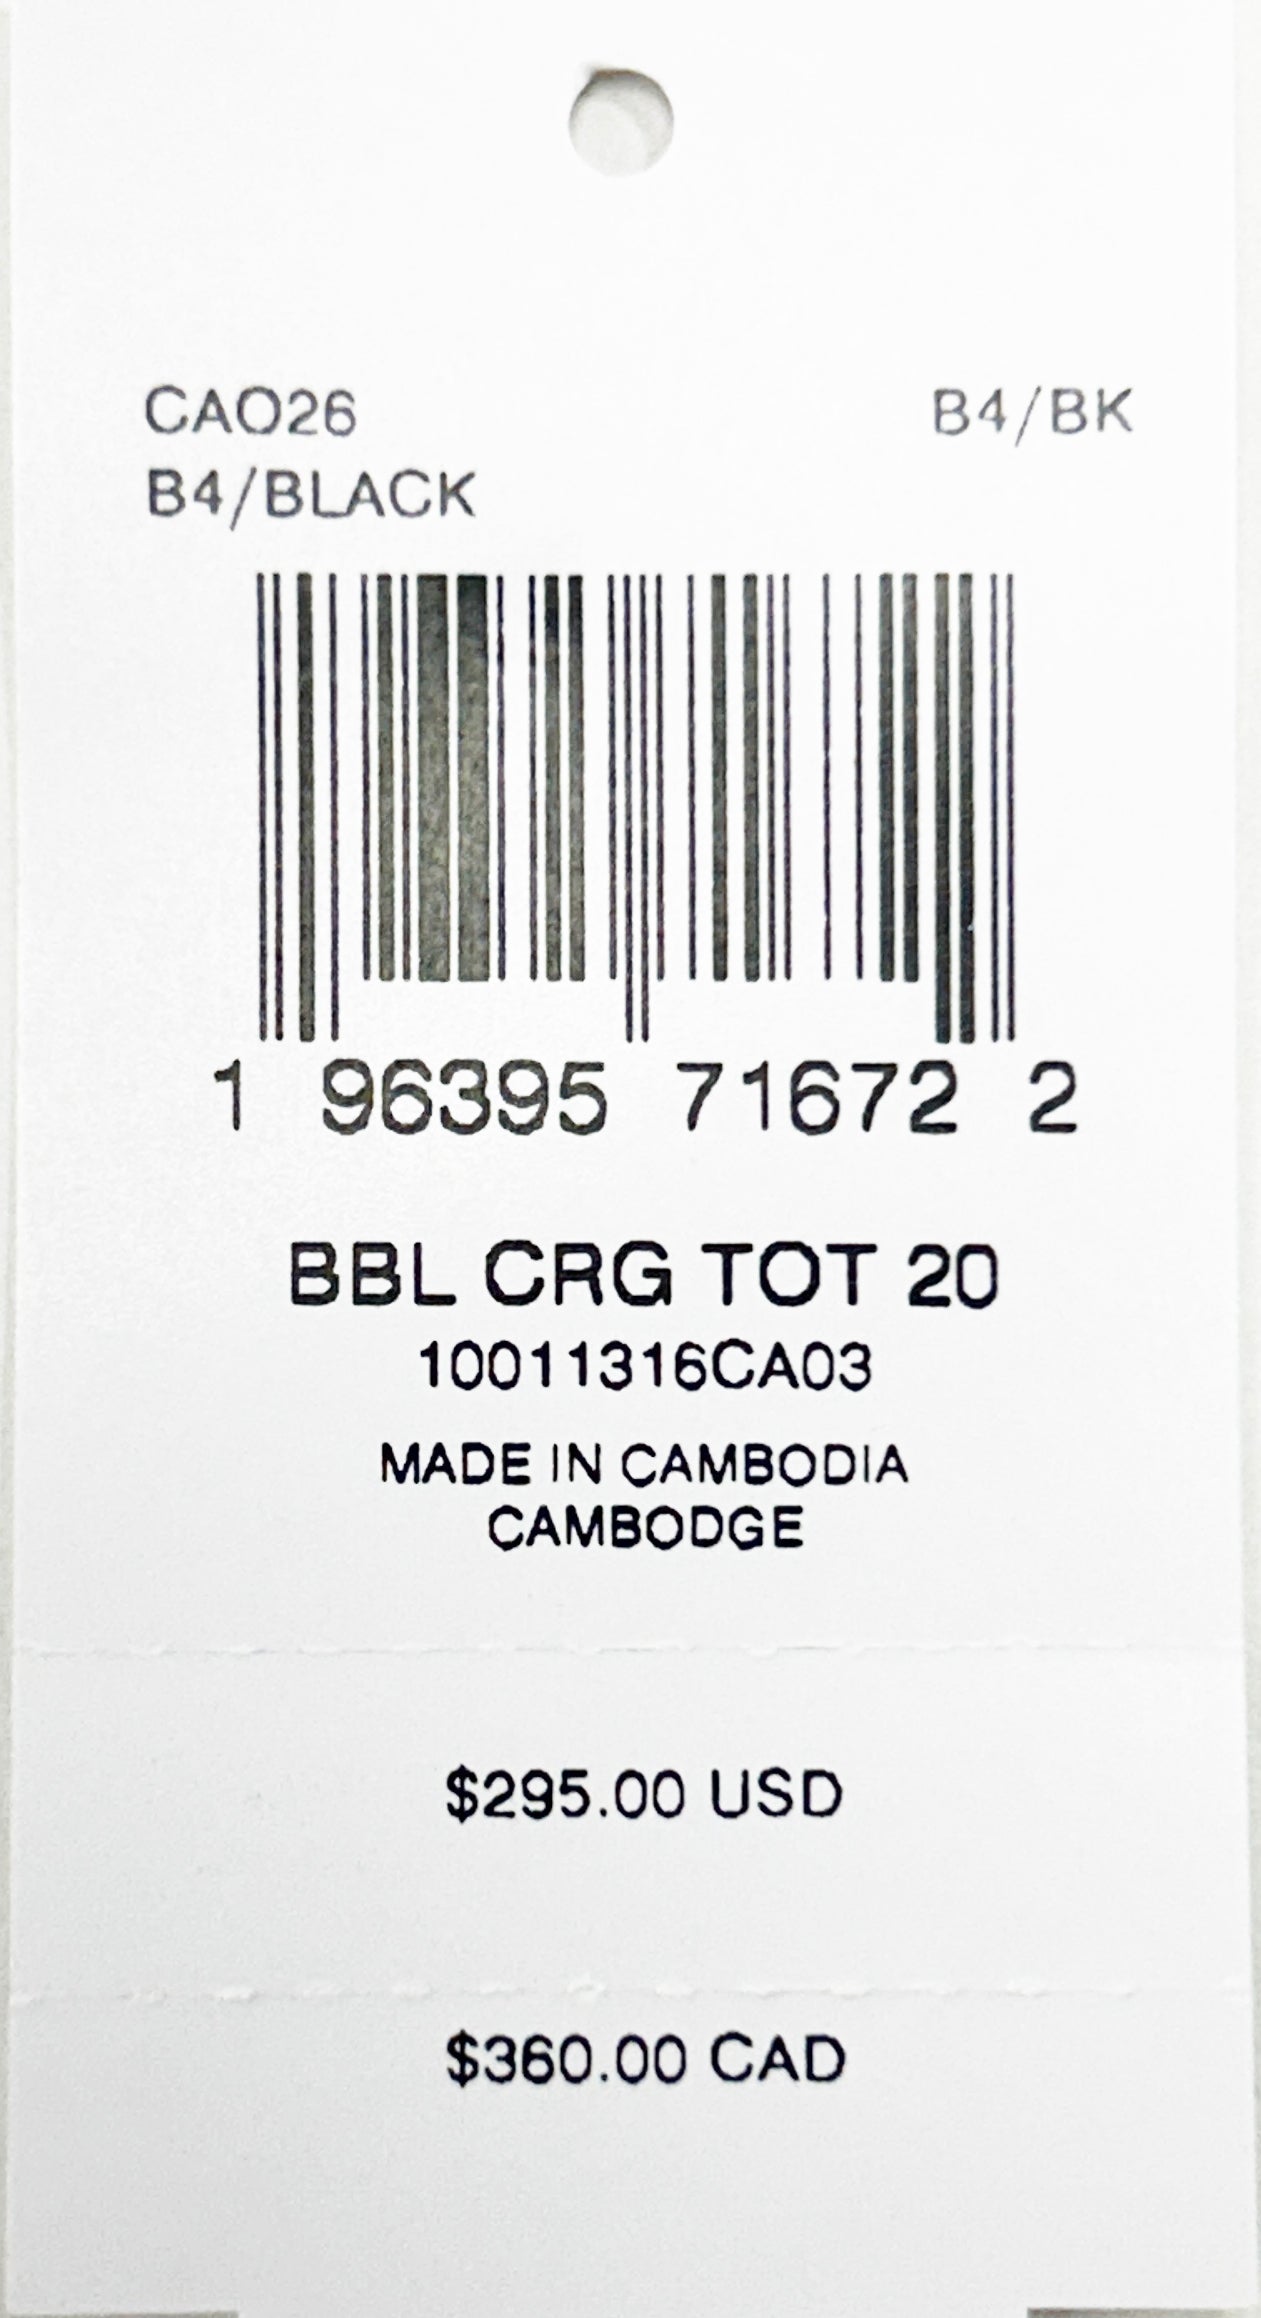 CAO26 B4/BK
B4/BLACK
1 96395 71672 2
BBL CRG TOT 20
10011316CA03
MADE IN CAMBODIA
CAMBODGE
$295.00 USD
$360.00 CAD